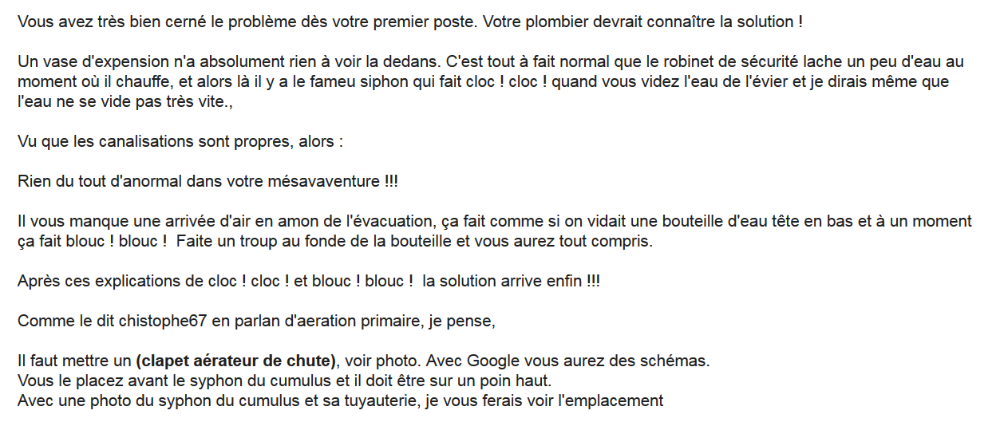 Vous avez très bien cerné le problème dès votre premier poste. Votre plombier devrait connaître la solution !
Un vase d'expension n'a absolument rien à voir la dedans. C'est tout à fait normal que le robinet de sécurité lache un peu d'eau au
moment où il chauffe, et alors là il y a le fameu siphon qui fait cloc ! cloc ! quand vous videz l'eau de l'évier et je dirais même que
l'eau ne se vide pas très vite.,
Vu que les canalisations sont propres, alors :
Rien du tout d'anormal dans votre mésavaventure !!!
Il vous manque une arrivée d'air en amon de l'évacuation, ça fait comme si on vidait une bouteille d'eau tête en bas et à un moment
ça fait blouc ! blouc !  Faite un troup au fonde de la bouteille et vous aurez tout compris.
Après ces explications de cloc ! cloc ! et blouc ! blouc !  la solution arrive enfin !!!
Comme le dit chistophe67 en parlan d'aeration primaire, je pense,
Il faut mettre un (clapet aérateur de chute), voir photo. Avec Google vous aurez des schémas.
Vous le placez avant le syphon du cumulus et il doit être sur un poin haut.
Avec une photo du syphon du cumulus et sa tuyauterie, je vous ferais voir l'emplacement